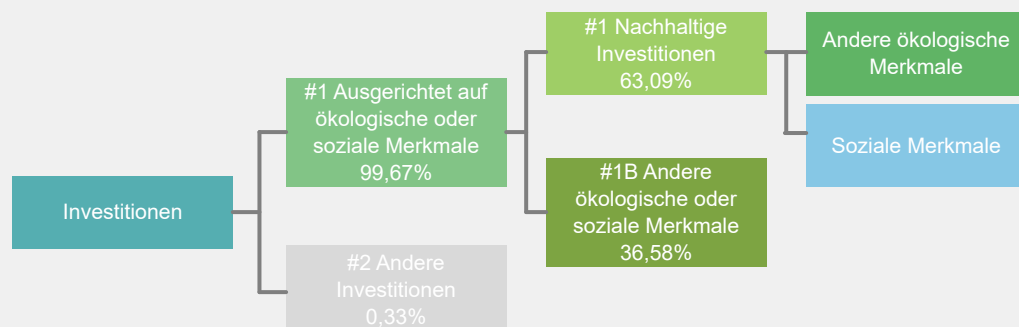 Investitionen
#1 Ausgerichtet auf
ökologische oder
soziale Merkmale
99,67%
#2 Andere
Investitionen
0,33%
#1 Nachhaltige
Investitionen
63,09%
#1B Andere
ökologische oder
soziale Merkmale
36,58%
Andere ökologische
Merkmale
Soziale Merkmale